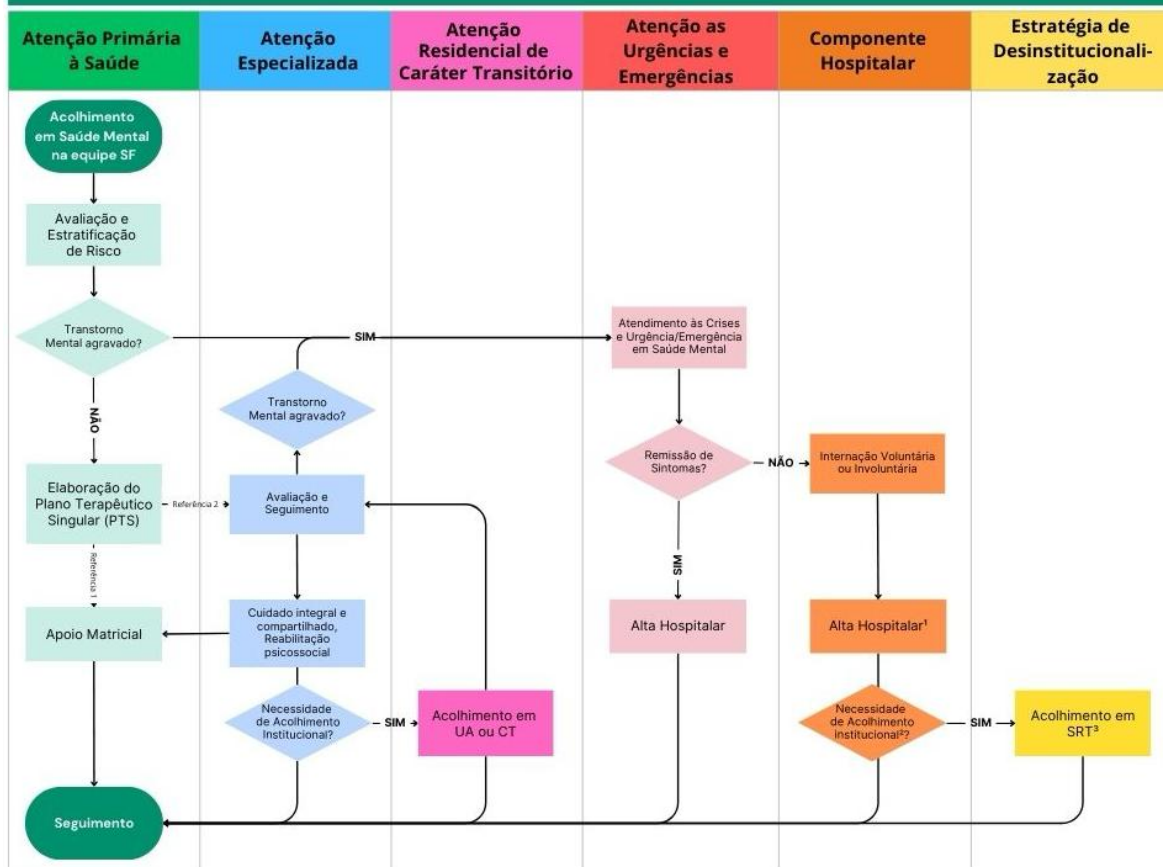 Atenção Primária
à Saúde
Atenção
Especializada
Atenção
Residencial de
Caráter Transitório
Atenção as
Urgências e
Emergências
Componente
Hospitalar
Estratégia de
Desinstitucionali-
zação
Acolhimento
em Saúde Mental
na equipe SF
Avaliação e
Estratificação
de Risco
Transtorno
Mental agravado?
SIM
NÃO
Elaboração do
Plano Terapêutico
Singular (PTS)
Referência 2
Referência 1
Apoio Matricial
Seguimento
Transtorno
Mental agravado?
Avaliação e
Seguimento
Cuidado integral e
compartilhado,
Reabilitação
psicossocial
Necessidade
de Acolhimento
Institucional?
SIM
Acolhimento em
UA ou CT
Atendimento às Crises
e Urgência/Emergência
em Saúde Mental
Remissão de
Sintomas?
NÃO
SIM
Alta Hospitalar
Internação Voluntária
ou Involuntária
Alta Hospitalar¹
Necessidade
de Acolhimento
institucional²?
SIM
Acolhimento em
SRT³